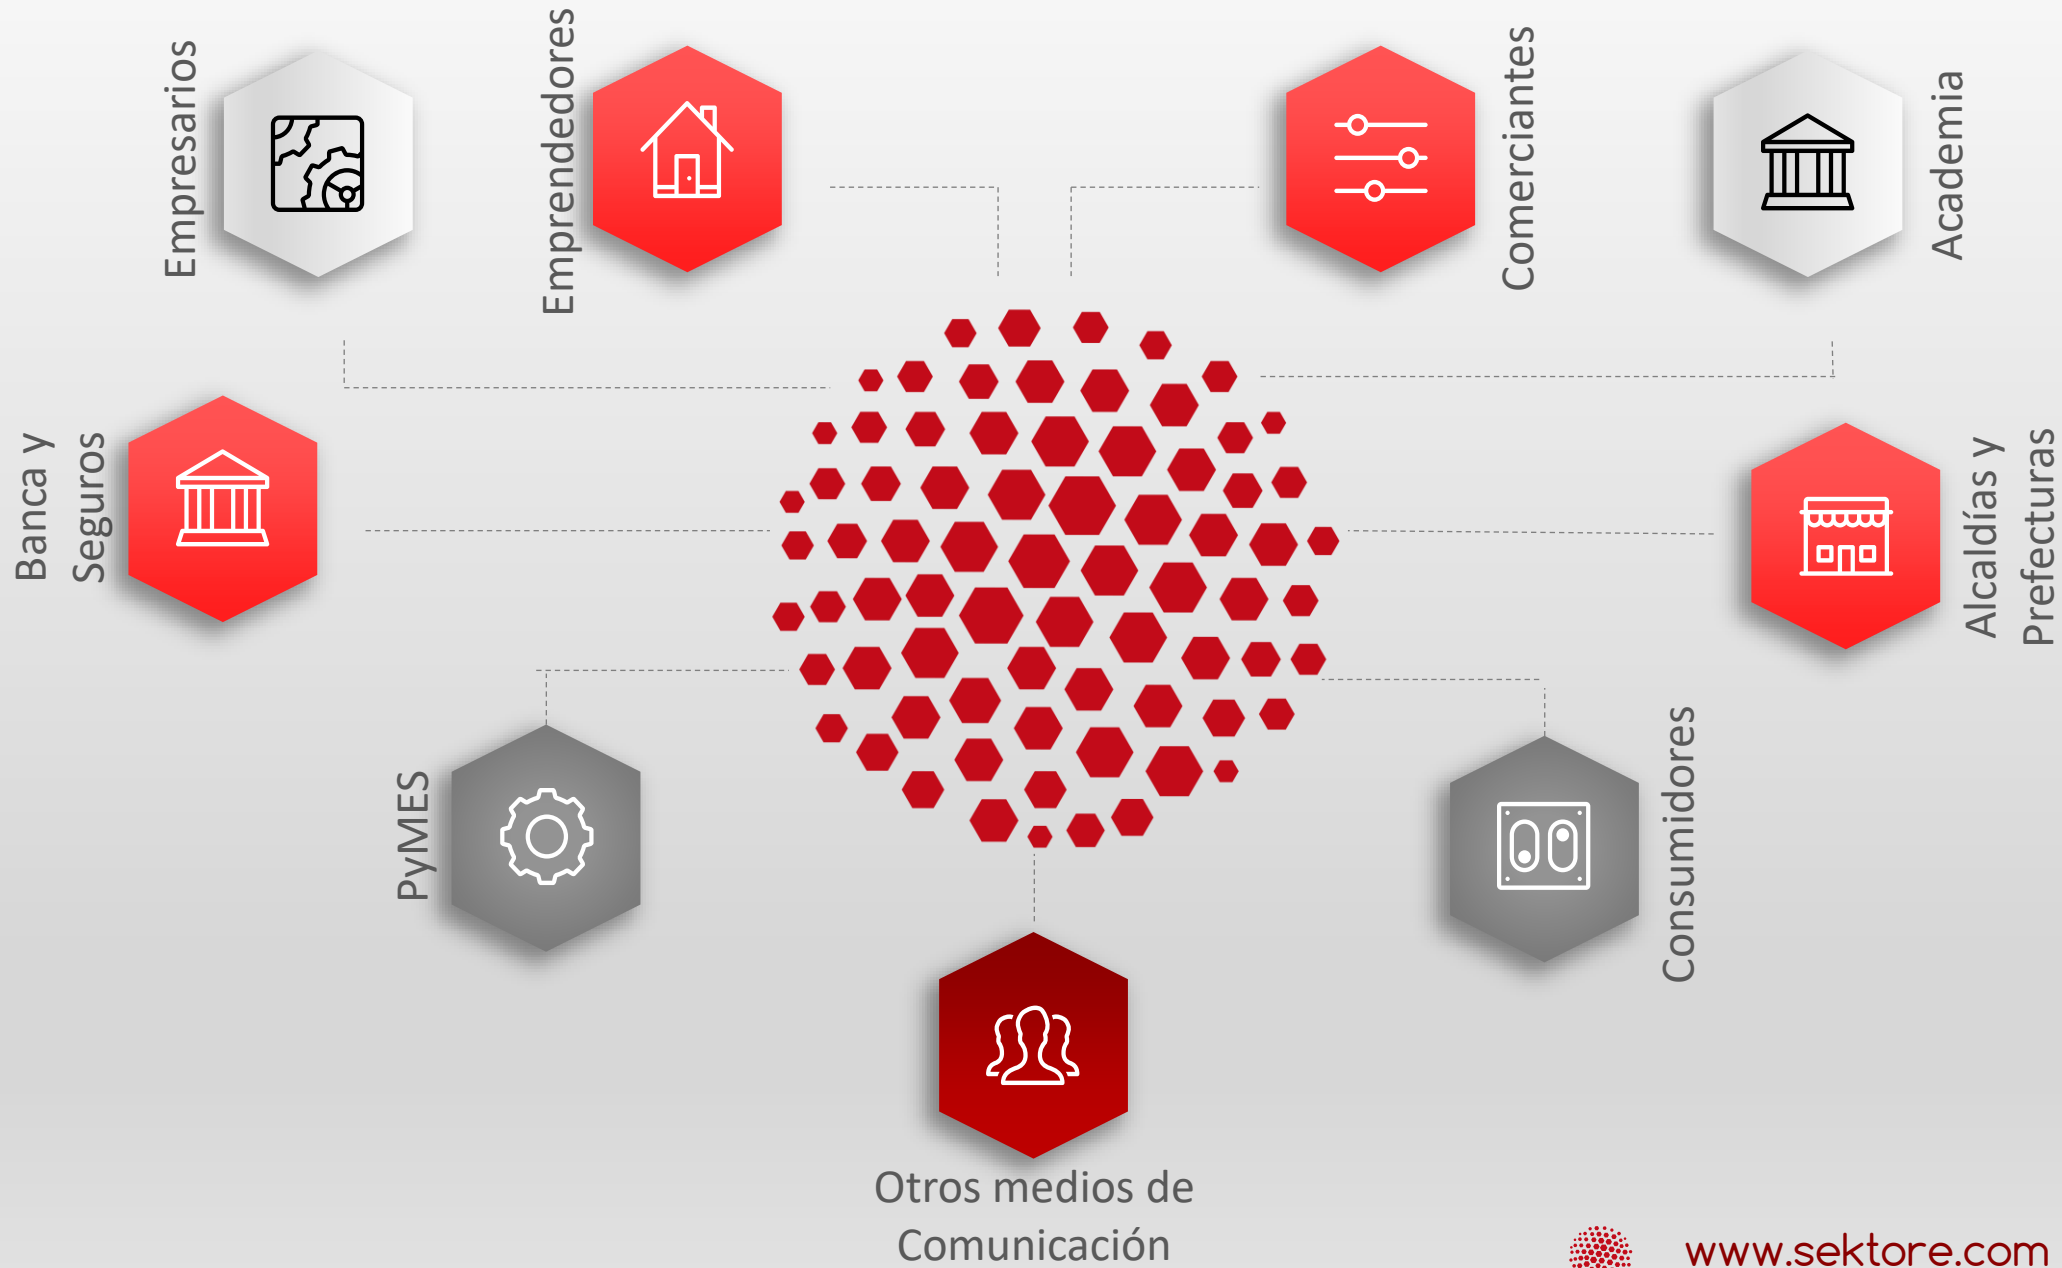 Empresarios
Emprendedores
Comerciantes
Academia
Banca y
Seguros
Alcaldías y
Prefecturas
PyMES
Consumidores
Otros medios de
Comunicación
www.sektore.com